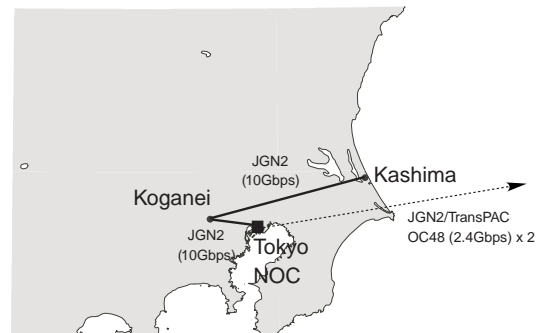 JGN2
(10Gbps)
Kashima
Koganei
JGN2/TransPAC
OC48 (2.4Gbps) x 2
JGN2
(10Gbps)
Tokyo
NOC